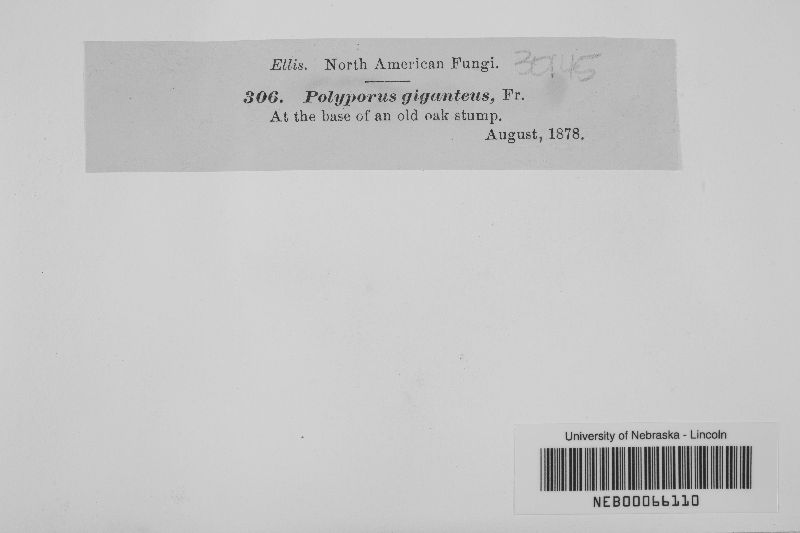 Ellis. North American Fungi. 30145
306. Polyporus giganteus, Fr.
At the base of an old oak stump.
August, 1878.
University of Nebraska - Lincoln
NEB00066110